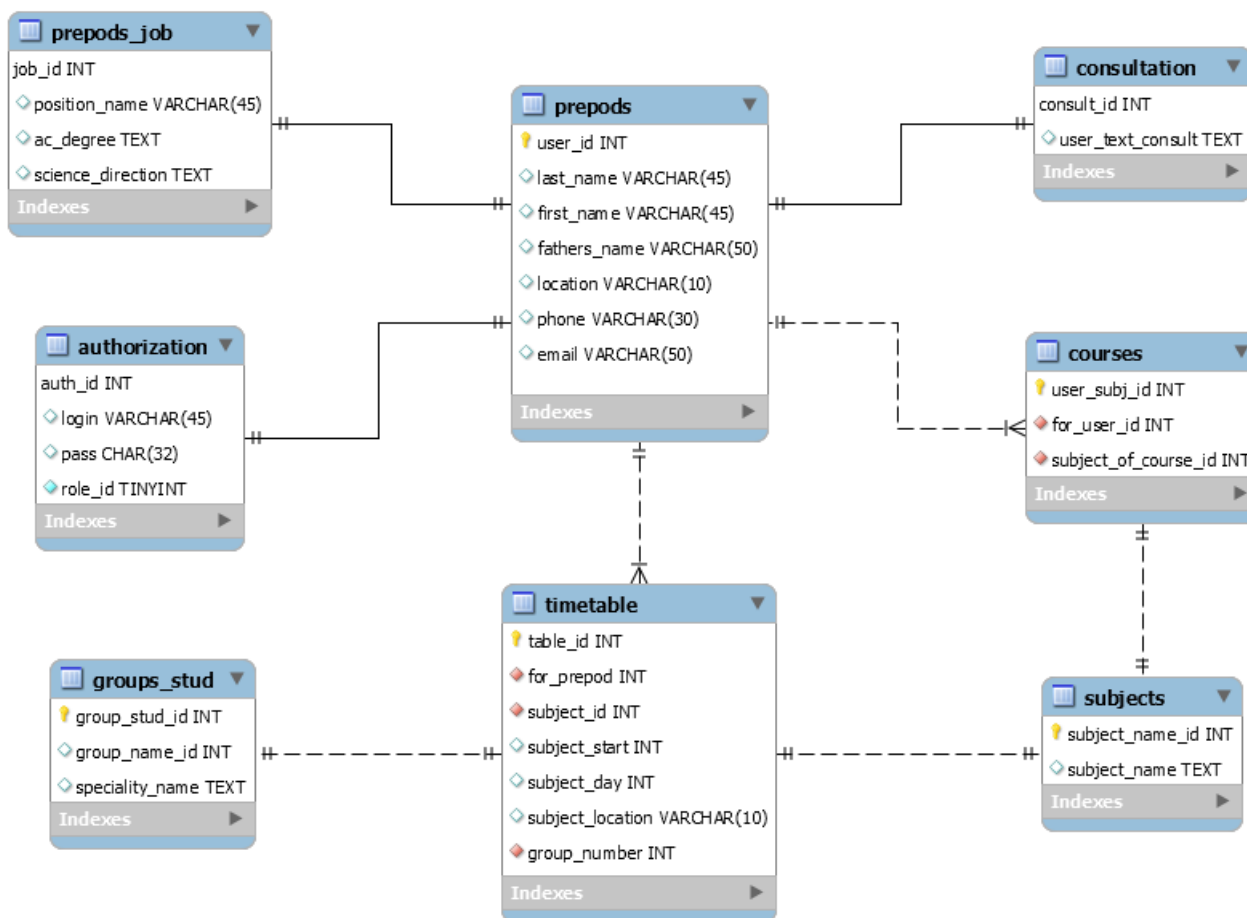 prepods_job
job_id INT
position_name VARCHAR(45)
ac_degree TEXT
science_direction TEXT
Indexes
prepods
user_id INT
last_name VARCHAR(45)
first_name VARCHAR(45)
fathers_name VARCHAR(50)
location VARCHAR(10)
phone VARCHAR(30)
email VARCHAR(50)
Indexes
consultation
consult_id INT
user_text_consult TEXT
Indexes
authorization
auth_id INT
login VARCHAR(45)
pass CHAR(32)
role_id TINYINT
Indexes
courses
user_subj_id INT
for_user_id INT
subject_of_course_id INT
Indexes
groups_stud
group_stud_id INT
group_name_id INT
speciality_name TEXT
Indexes
timetable
table_id INT
for_prepod INT
subject_id INT
subject_start INT
subject_day INT
subject_location VARCHAR(10)
group_number INT
Indexes
subjects
subject_name_id INT
subject_name TEXT
Indexes